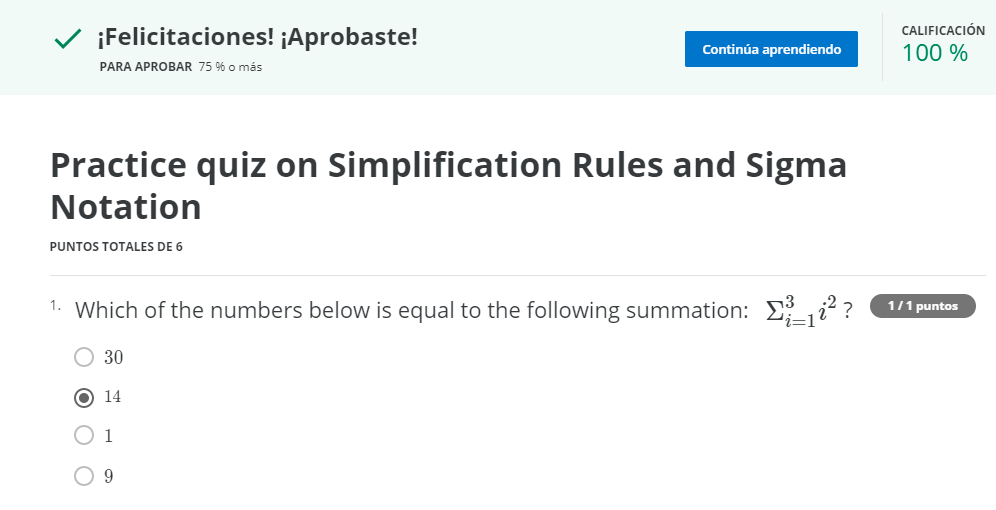 ¡Felicitaciones! ¡Aprobaste!
PARA APROBAR 75 % o más
Continúa aprendiendo
CALIFICACIÓN
100 %
Practice quiz on Simplification Rules and Sigma
Notation
PUNTOS TOTALES DE 6
1. Which of the numbers below is equal to the following summation: Σ³ᵢ₌₁ i² ?
1 / 1 puntos
30
14
1
9